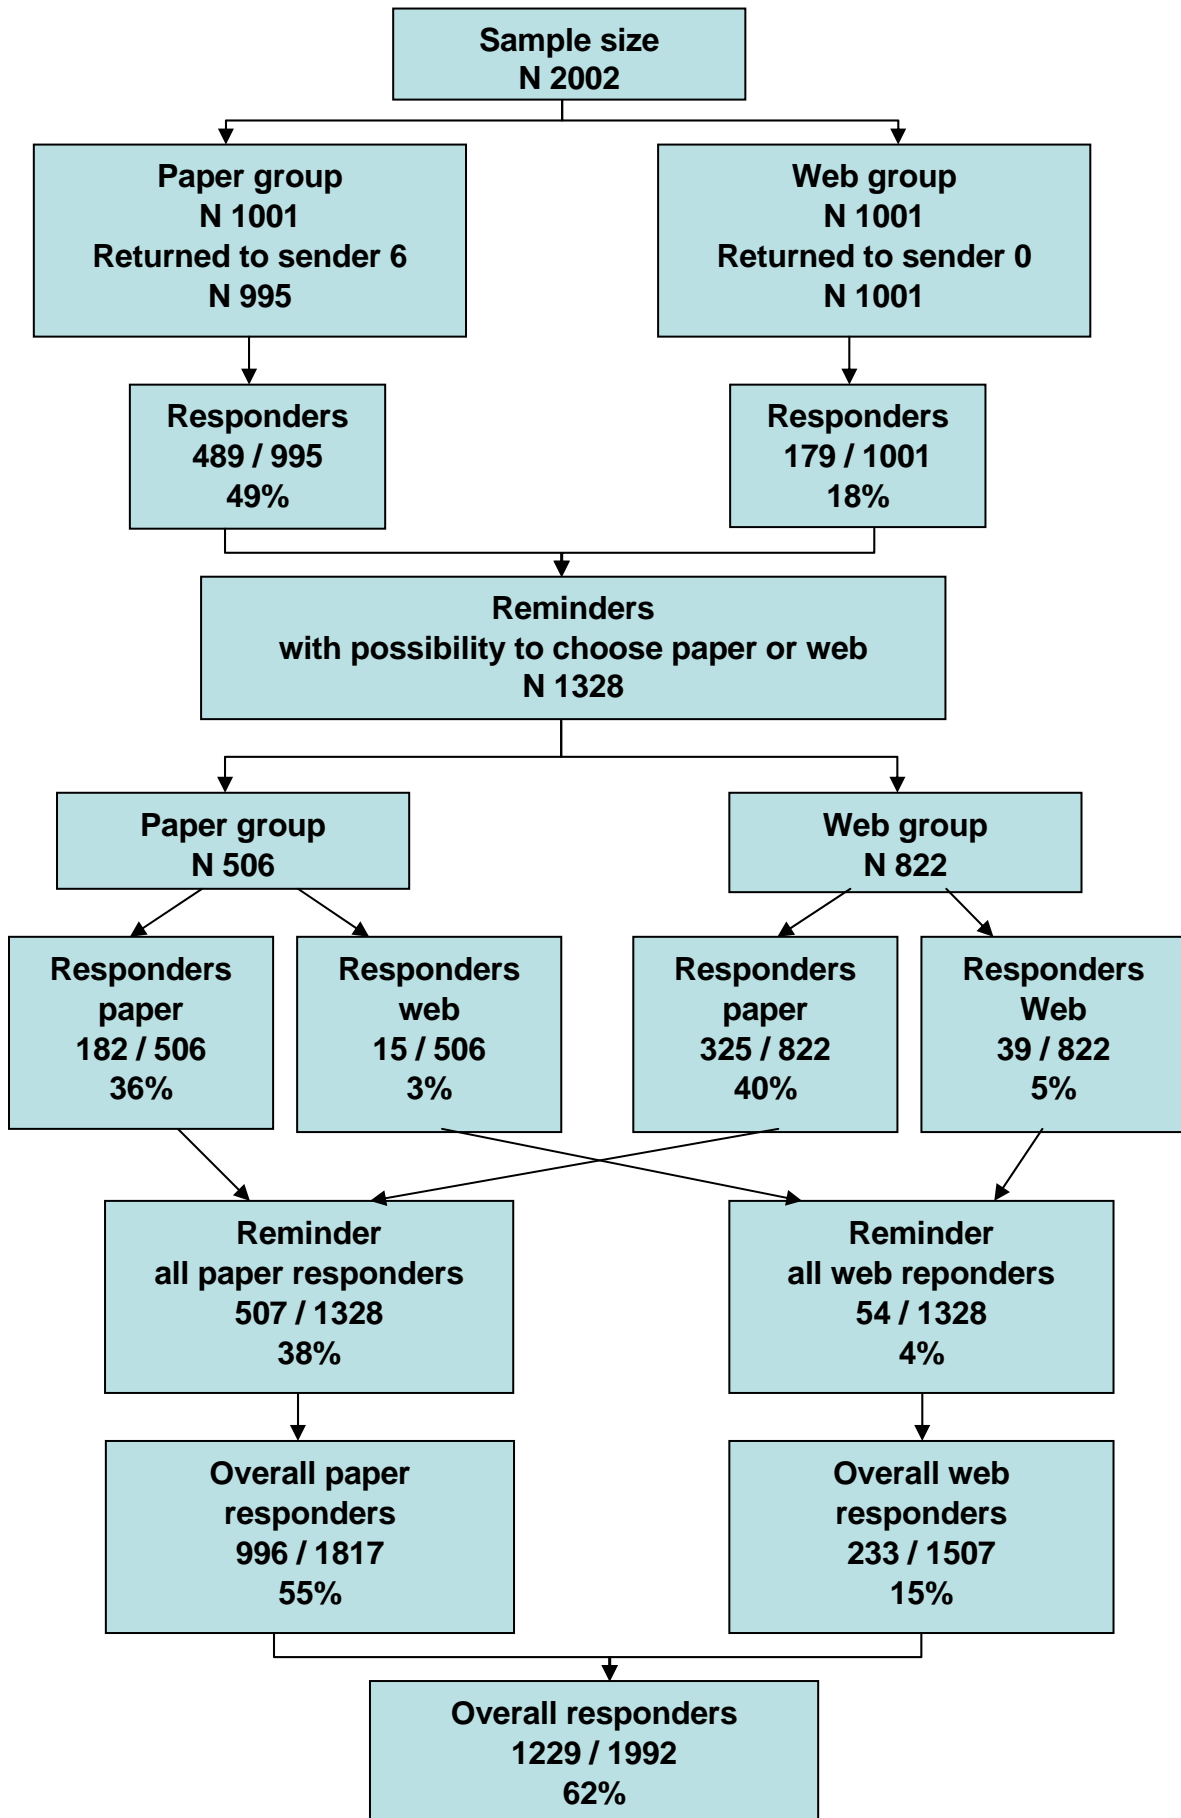 Sample size
N 2002
Paper group
N 1001
Returned to sender 6
N 995
Web group
N 1001
Returned to sender 0
N 1001
Responders
489 / 995
49%
Responders
179 / 1001
18%
Reminders
with possibility to choose paper or web
N 1328
Paper group
N 506
Web group
N 822
Responders
paper
182 / 506
36%
Responders
web
15 / 506
3%
Responders
paper
325 / 822
40%
Responders
Web
39 / 822
5%
Reminder
all paper responders
507 / 1328
38%
Reminder
all web reponders
54 / 1328
4%
Overall paper
responders
996 / 1817
55%
Overall web
responders
233 / 1507
15%
Overall responders
1229 / 1992
62%